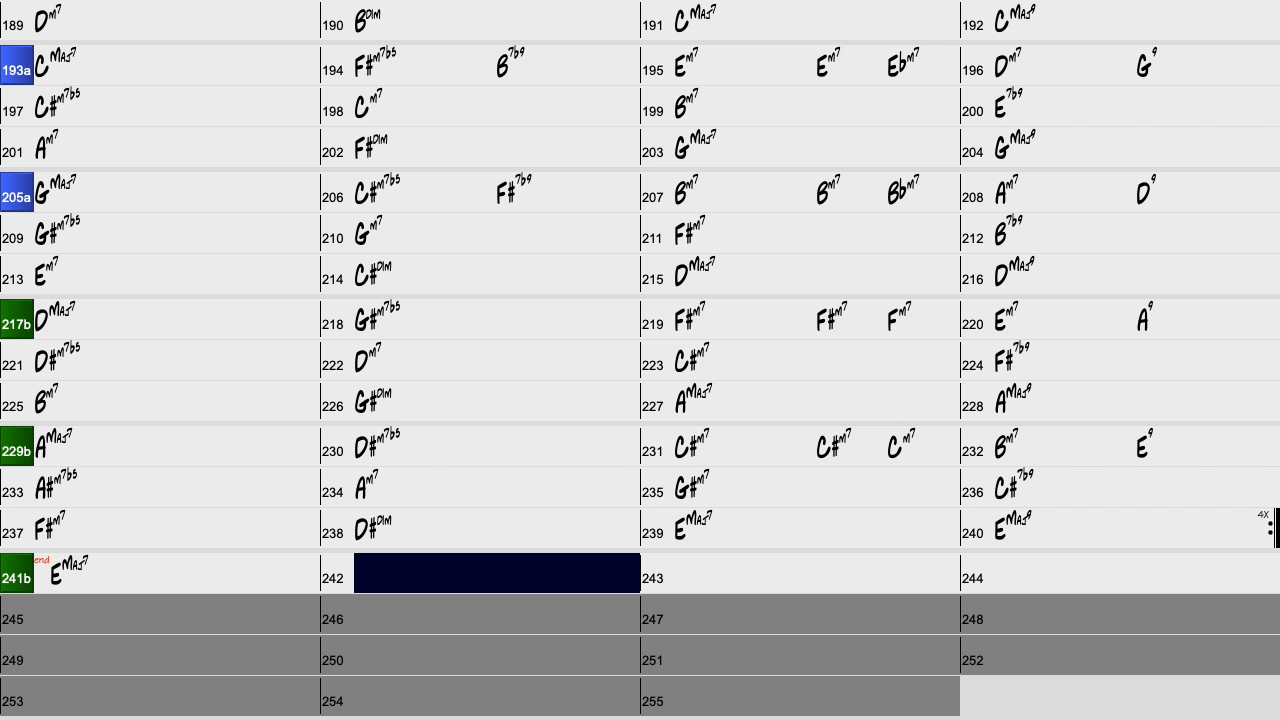 189 Dm7 190 BDIM 191 CMAJ7 192 CMAJ9
193a CMAJ7 194 F#m7b5 B7b9 195 Em7 Em7 Ebm7 196 Dm7 G9
197 C#m7b5 198 Cm7 199 Bm7 200 E7b9
201 Am7 202 F#DIM 203 GMAJ7 204 GMAJ9
205a GMAJ7 206 C#m7b5 F#7b9 207 Bm7 Bm7 Bbm7 208 Am7 D9
209 G#m7b5 210 Gm7 211 F#m7 212 B7b9
213 Em7 214 C#DIM 215 DMAJ7 216 DMAJ9
217b DMAJ7 218 G#m7b5 219 F#m7 F#m7 Fm7 220 Em7 A9
221 D#m7b5 222 Dm7 223 C#m7 224 F#7b9
225 Bm7 226 G#DIM 227 AMAJ7 228 AMAJ9
229b AMAJ7 230 D#m7b5 231 C#m7 C#m7 Cm7 232 Bm7 E9
233 A#m7b5 234 Am7 235 G#m7 236 C#7b9
237 F#m7 238 D#DIM 239 EMAJ7 240 EMAJ9 4X
241b end EMAJ7 242 243 244
245 246 247 248
249 250 251 252
253 254 255